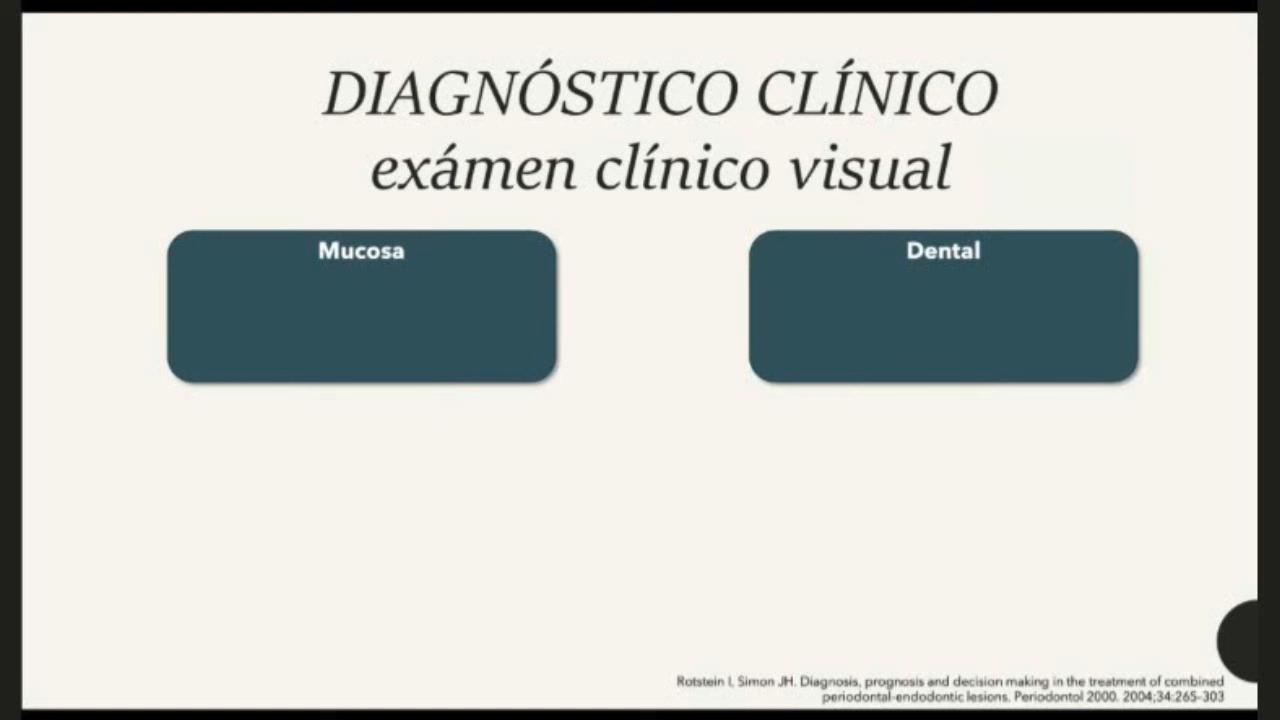 DIAGNÓSTICO CLÍNICO
exámen clínico visual
Mucosa
Dental
Rotstein I, Simon JH. Diagnosis, prognosis and decision making in the treatment of combined
periodontal-endodontic lesions. Periodontol 2000. 2004;34:265–303